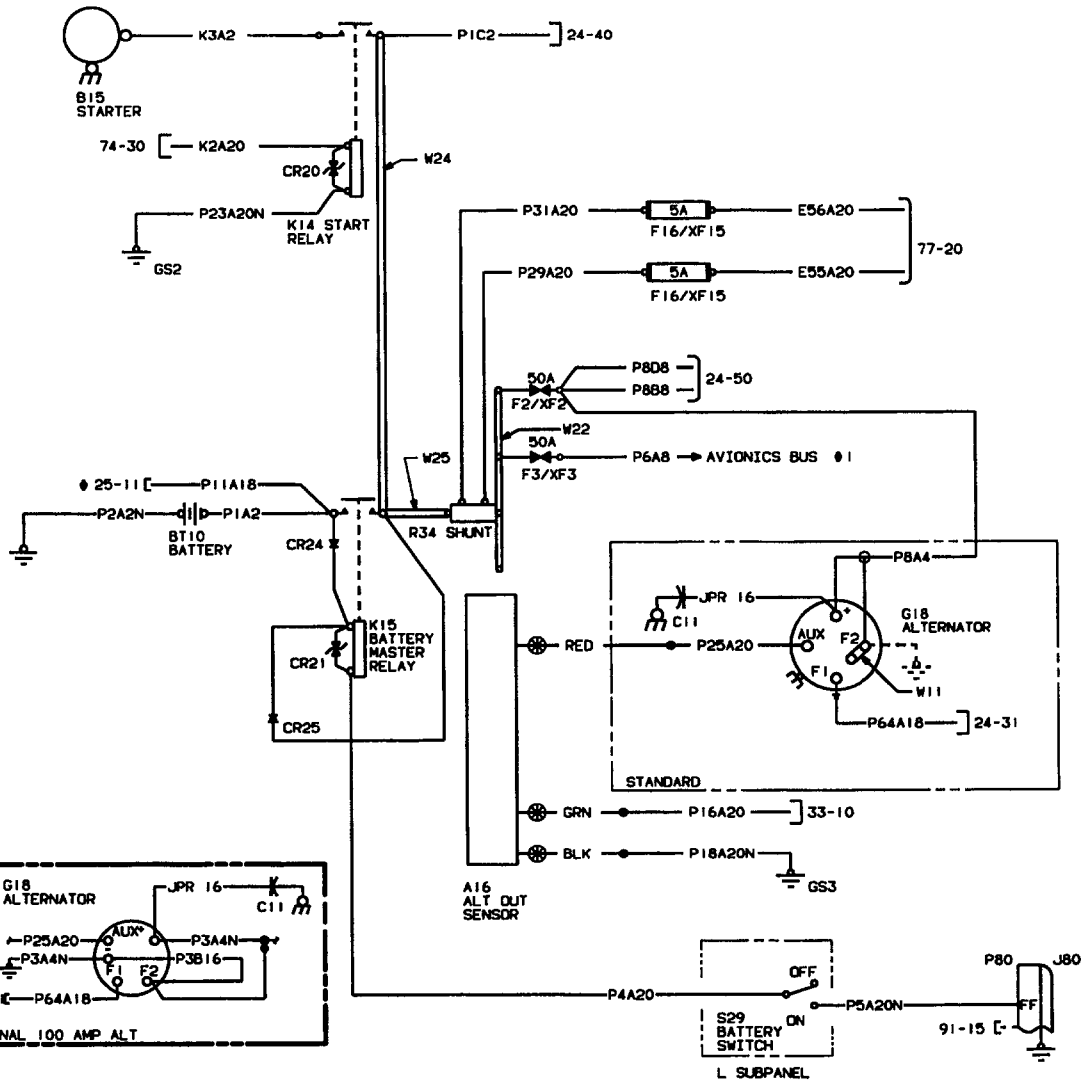 K3A2
P1C2
24-40
B15
STARTER
74-30
K2A20
W24
CR20
P23A20N
K14 START
RELAY
GS2
P31A20
5A
E56A20
F16/XF15
77-20
P29A20
5A
E55A20
F16/XF15
50A
P8D8
24-50
F2/XF2
P8B8
W22
50A
W25
P6A8
AVIONICS BUS
1
F3/XF3
25-11
P11A18
P2A2N
P1A2
R34 SHUNT
BT10
BATTERY
CR24
P8A4
JPR 16
C11
G18
ALTERNATOR
K15
BATTERY
MASTER
RELAY
AUX
+
F2
RED
P25A20
CR21
F1
W11
P64A18
24-31
CR25
STANDARD
GRN
P16A20
33-10
BLK
P18A20N
GS3
A16
ALT OUT
SENSOR
G18
ALTERNATOR
JPR 16
C11
AUX+
P25A20
P3A4N
P3A4N
-
P3B16
F1
F2
P64A18
NAL 100 AMP ALT
OFF
P4A20
ON
P5A20N
S29
BATTERY
SWITCH
L SUBPANEL
P80
J80
FF
91-15